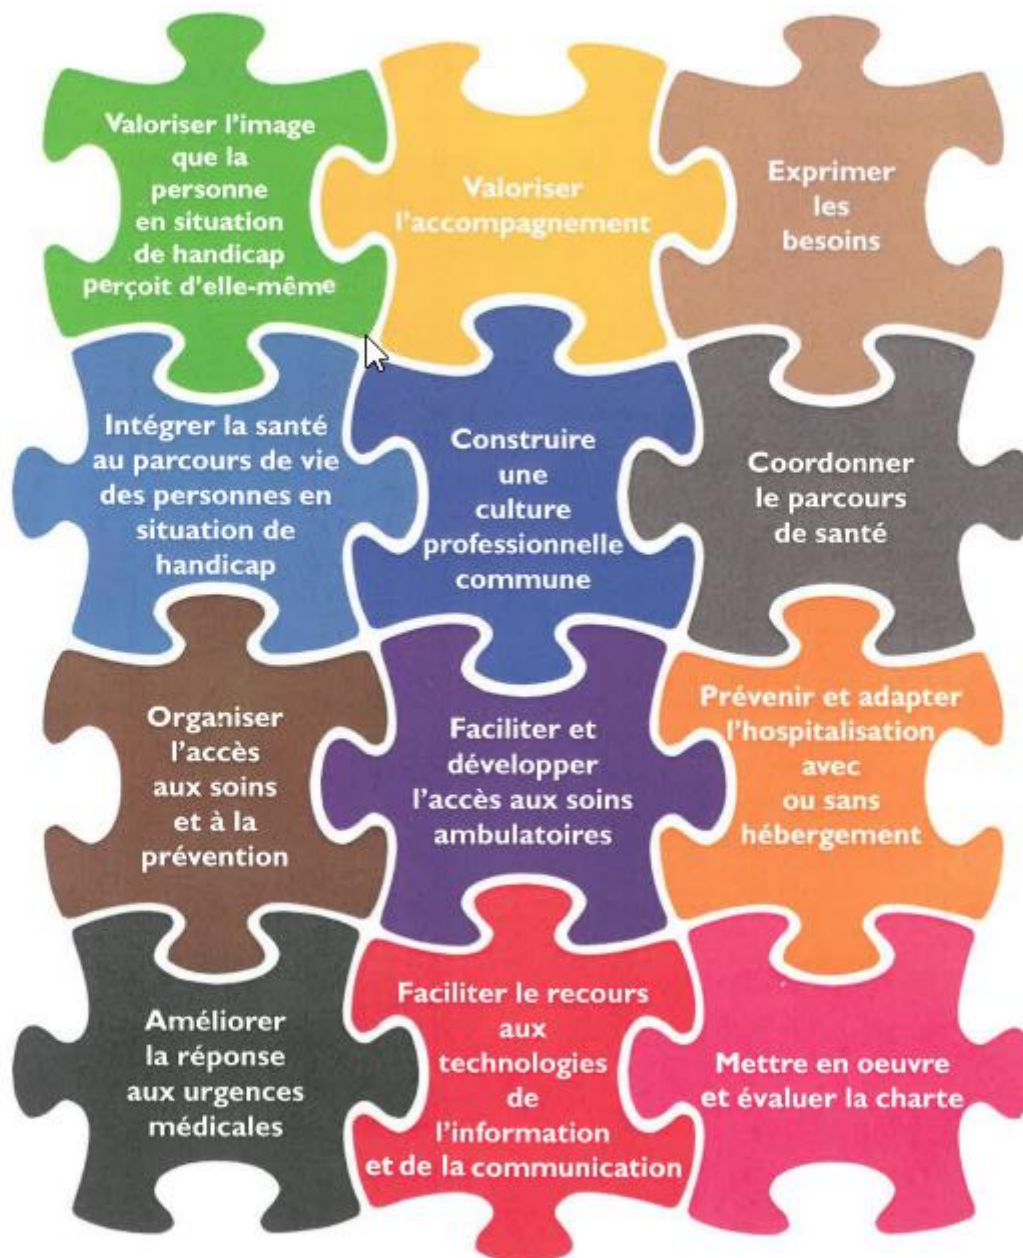 Valoriser l'image
que la
personne
en situation
de handicap
perçoit d'elle-même
Valoriser
l'accompagnement
Exprimer
les
besoins
Intégrer la santé
au parcours de vie
des personnes en
situation de
handicap
Construire
une
culture
professionnelle
commune
Coordonner
le parcours
de santé
Organiser
l'accès
aux soins
et à la
prévention
Faciliter et
développer
l'accès aux soins
ambulatoires
Prévenir et adapter
l'hospitalisation
avec
ou sans
hébergement
Améliorer
la réponse
aux urgences
médicales
Faciliter le recours
aux
technologies
de
l'information
et de la communication
Mettre en oeuvre
et évaluer la charte